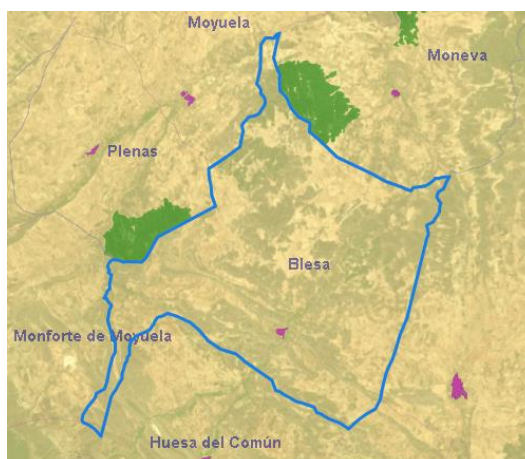 Moyuela
Moneva
Plenas
Blesa
Monforte de Moyuela
Huesa del Común